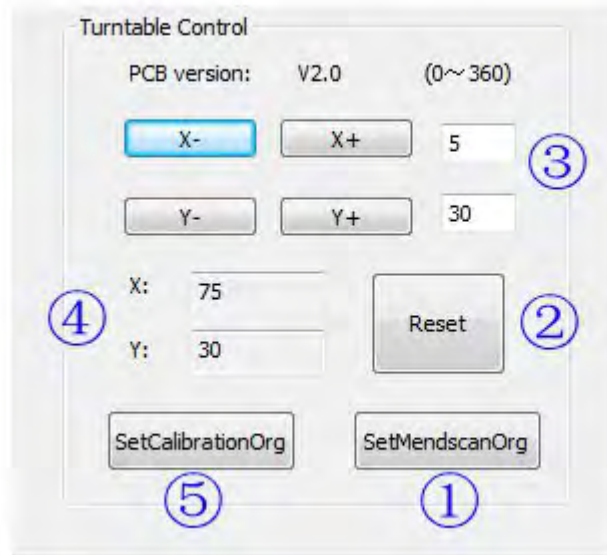 Turntable Control
PCB version: V2.0 (0～360)
X- X+ 5 ③
Y- Y+ 30
X: 75
④ Reset ②
Y: 30
SetCalibrationOrg SetMendscanOrg
⑤ ①